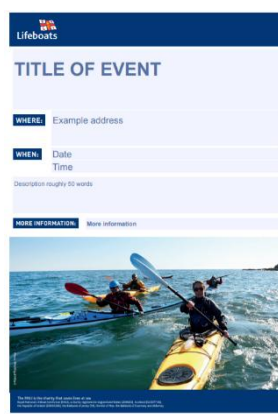 Lifeboats
TITLE OF EVENT
WHERE: Example address
WHEN: Date
Time
Description roughly 50 words
MORE INFORMATION: More information
The RNLI is the charity that saves lives at sea